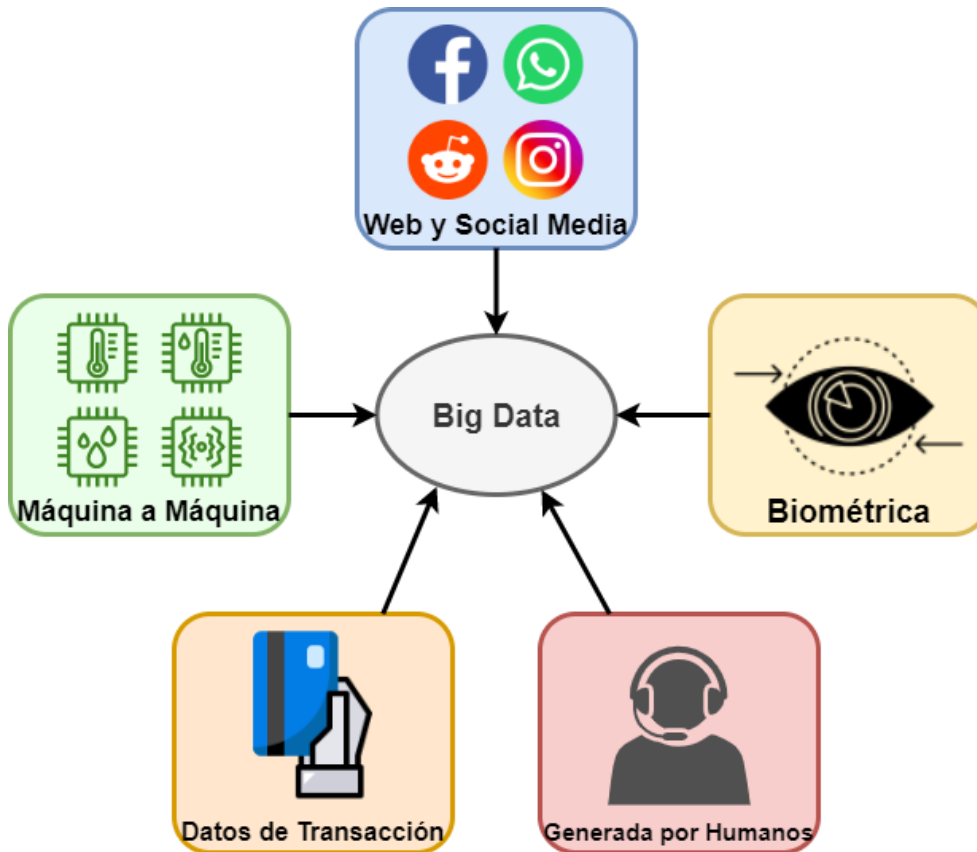 Web y Social Media
Máquina a Máquina
Big Data
Biométrica
Datos de Transacción
Generada por Humanos